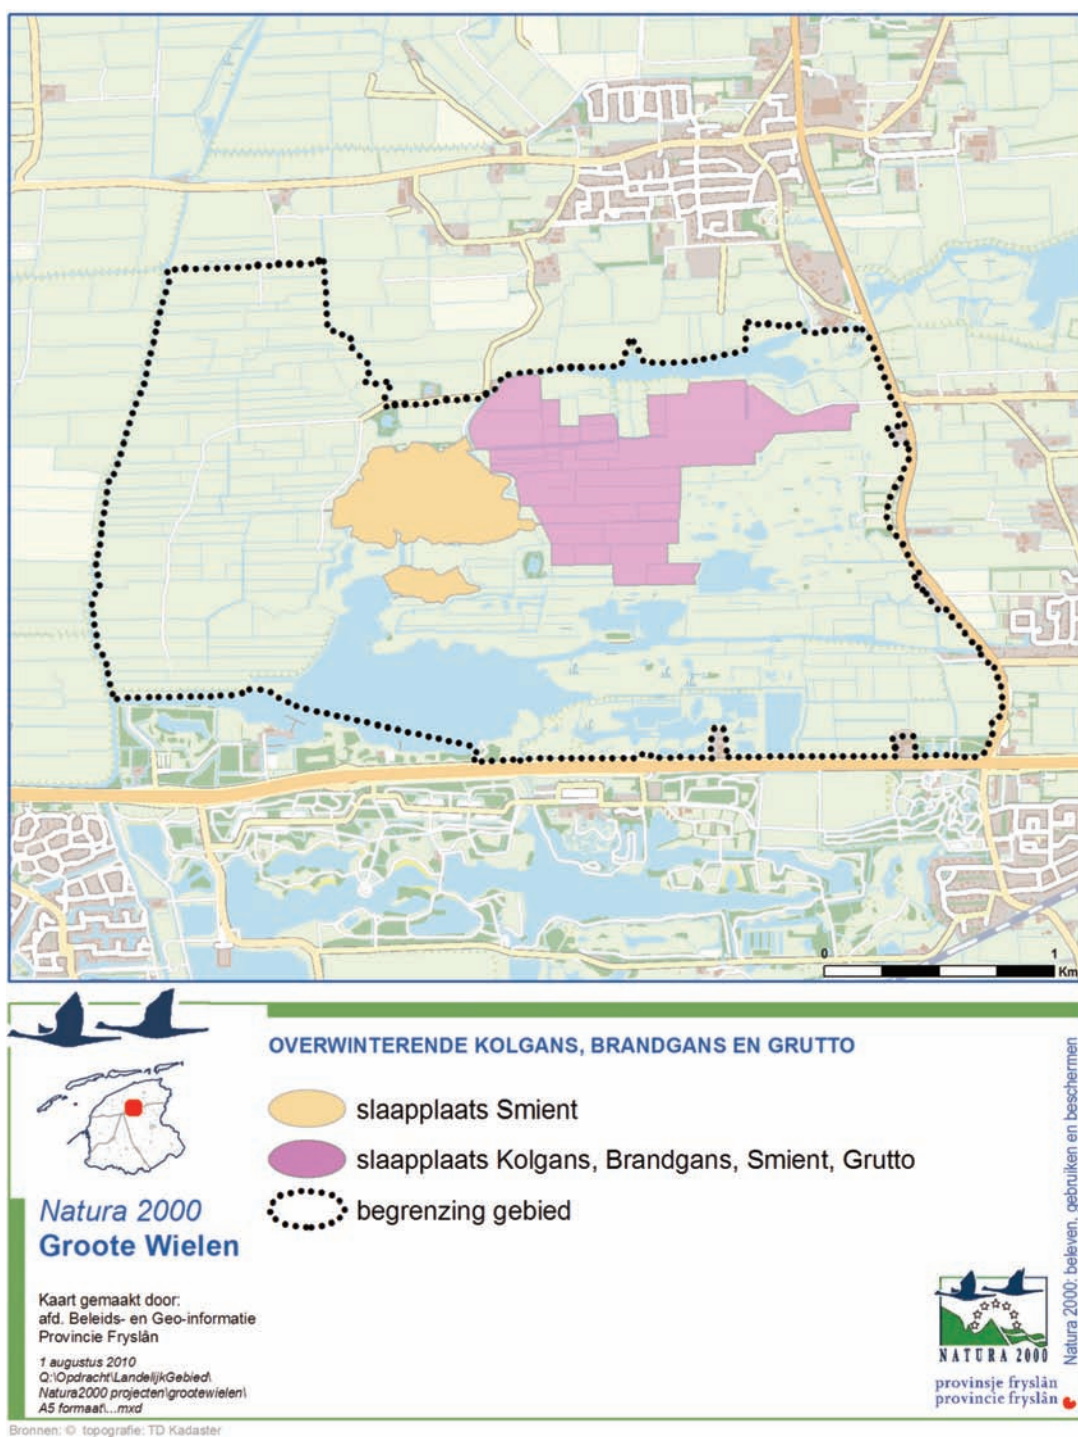 0 1
Km
OVERWINTERENDE KOLGANS, BRANDGANS EN GRUTTO
slaapplaats Smient
slaapplaats Kolgans, Brandgans, Smient, Grutto
begrenzing gebied
Natura 2000
Groote Wielen
Kaart gemaakt door:
afd. Beleids- en Geo-informatie
Provincie Fryslân
1 augustus 2010
Q:\Opdracht\LandelijkGebied\
Natura2000 projecten\grootewielen\
A5 formaat\...mxd
Natura 2000: beleven, gebruiken en beschermen
NATURA 2000
provinsje fryslân
provincie fryslân
Bronnen: © topografie: TD Kadaster